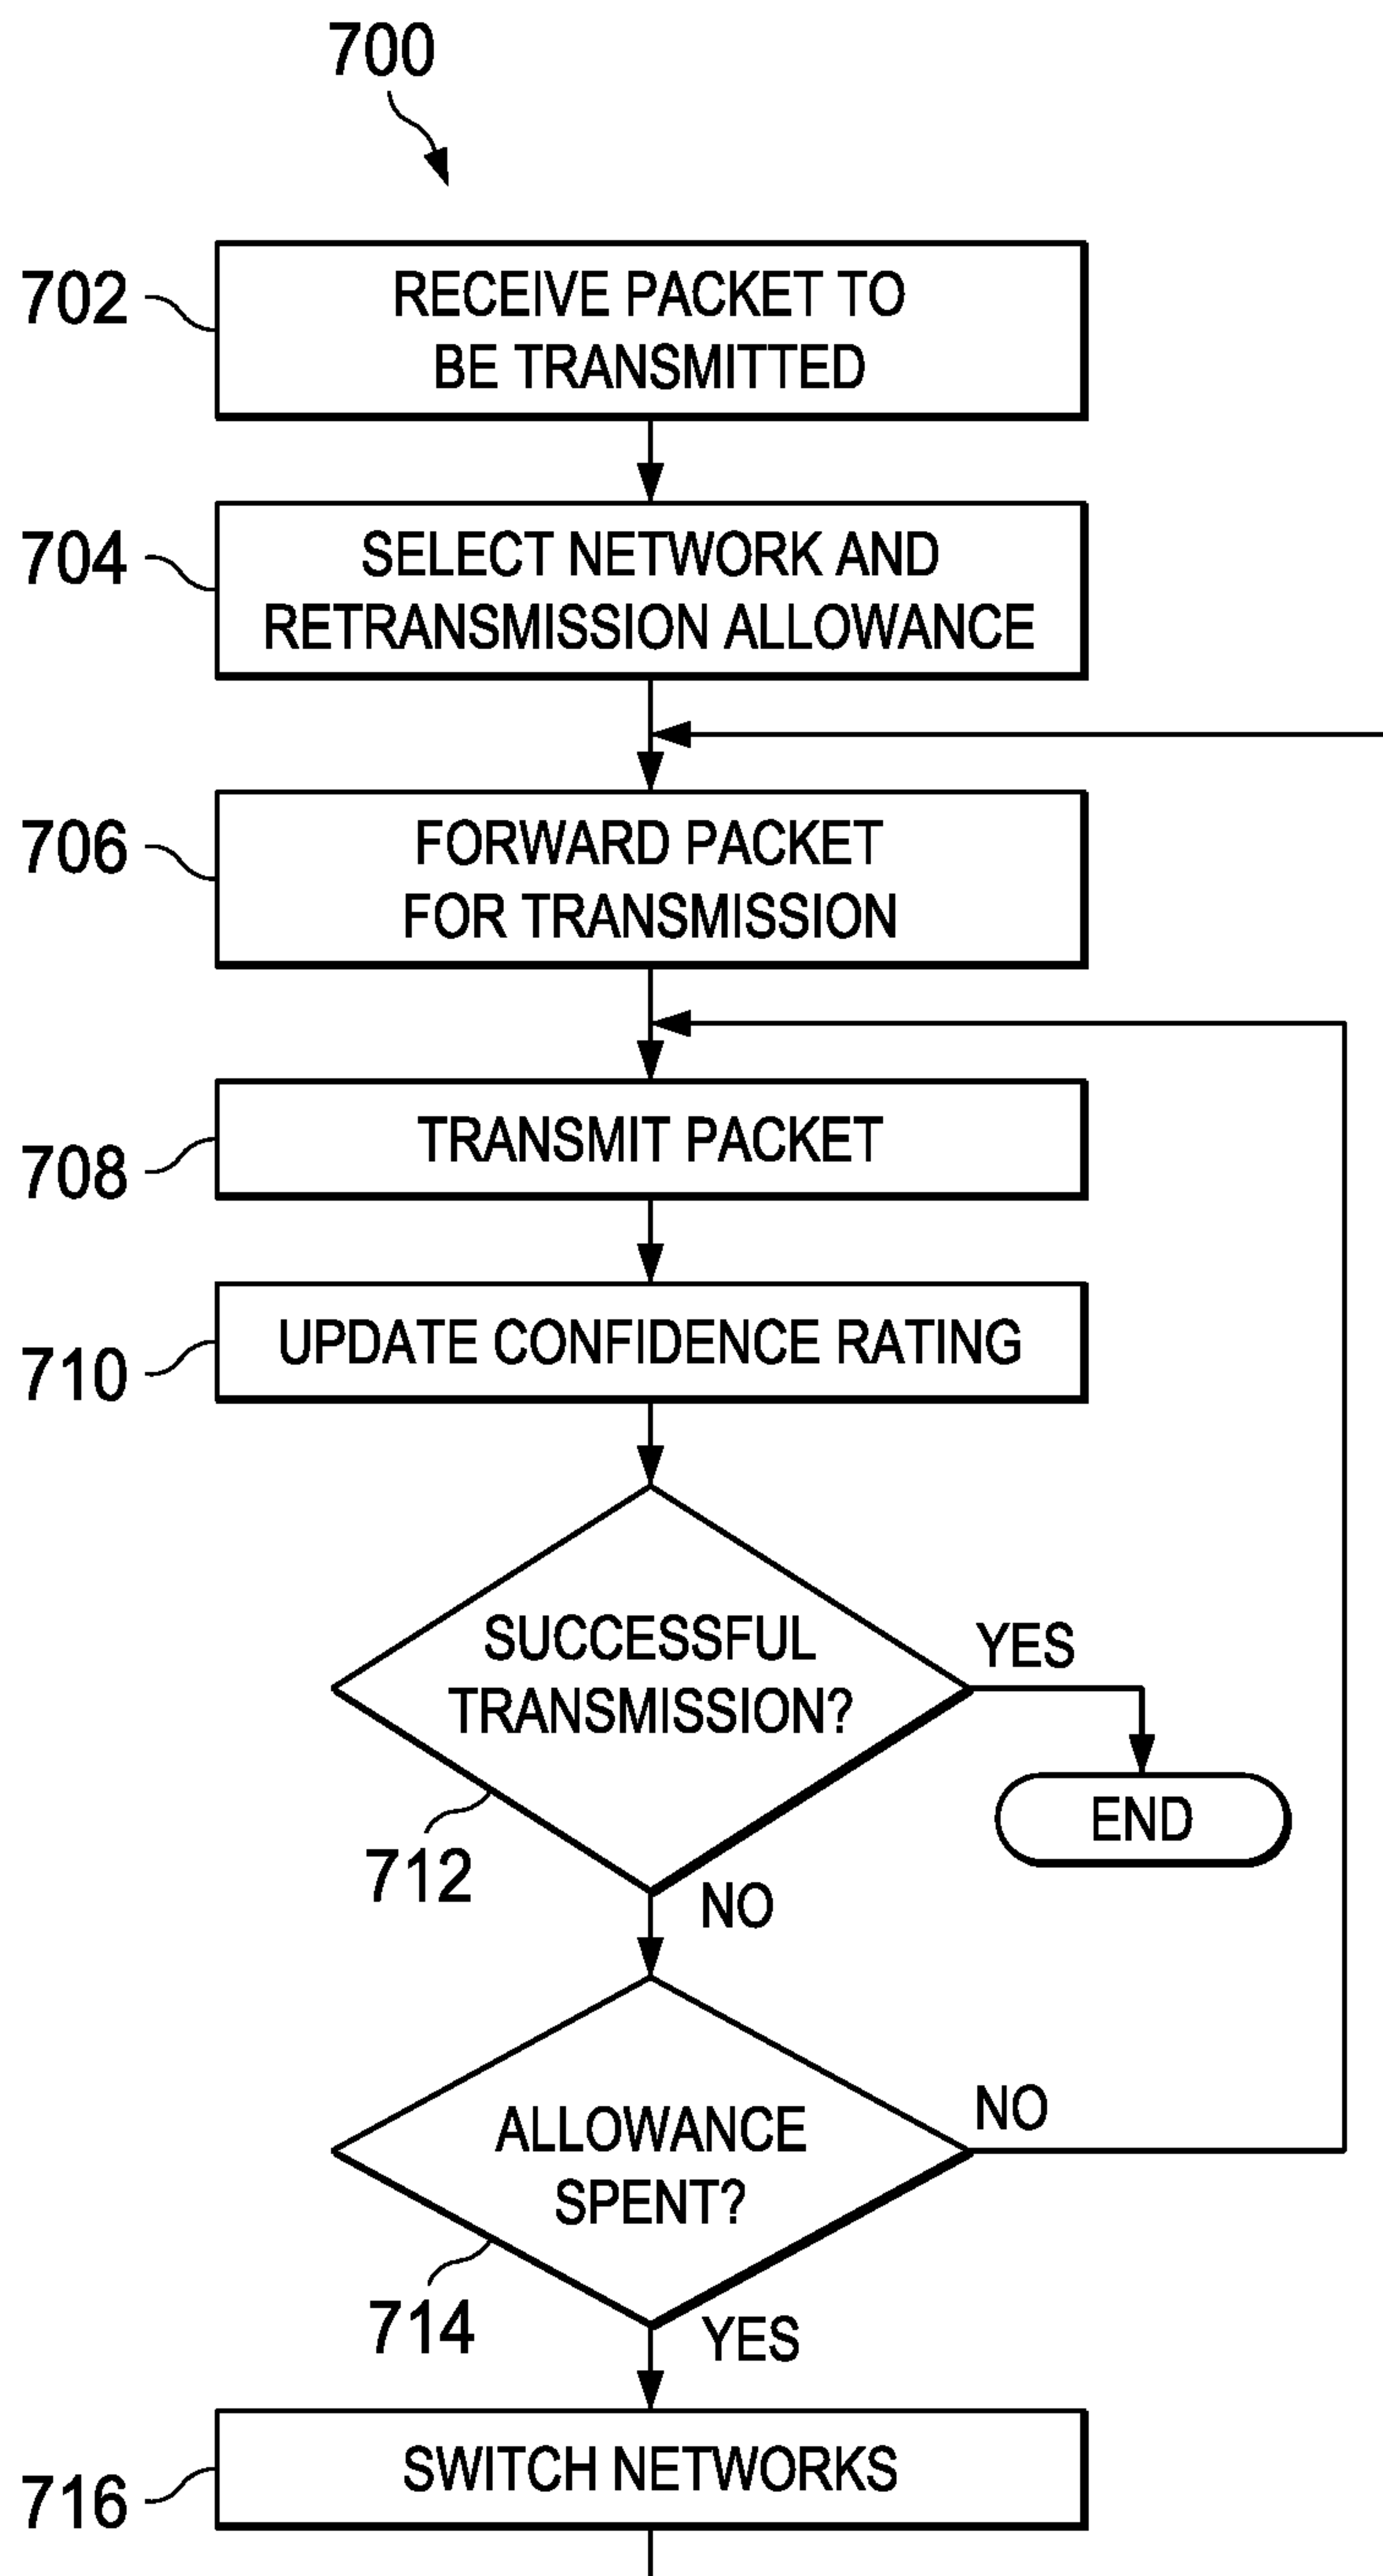 700
702
RECEIVE PACKET TO
BE TRANSMITTED
704
SELECT NETWORK AND
RETRANSMISSION ALLOWANCE
706
FORWARD PACKET
FOR TRANSMISSION
708
TRANSMIT PACKET
710
UPDATE CONFIDENCE RATING
SUCCESSFUL
TRANSMISSION?
YES
END
712
NO
ALLOWANCE
SPENT?
NO
714
YES
716
SWITCH NETWORKS